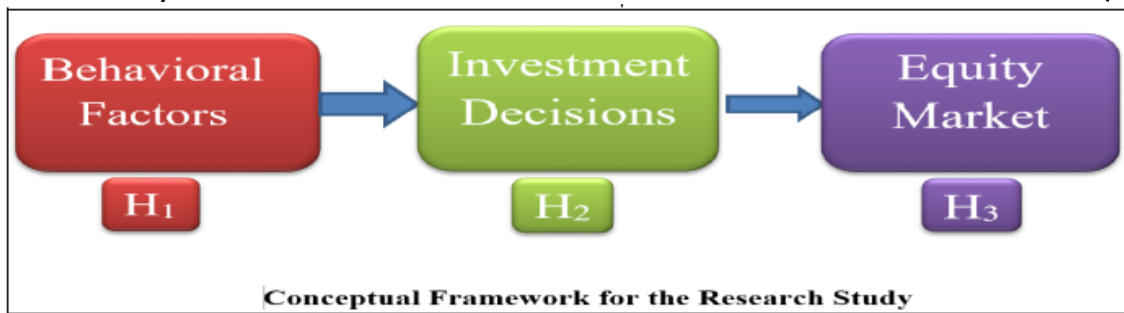 Behavioral
Factors
Investment
Decisions
Equity
Market
H₁
H₂
H₃
Conceptual Framework for the Research Study